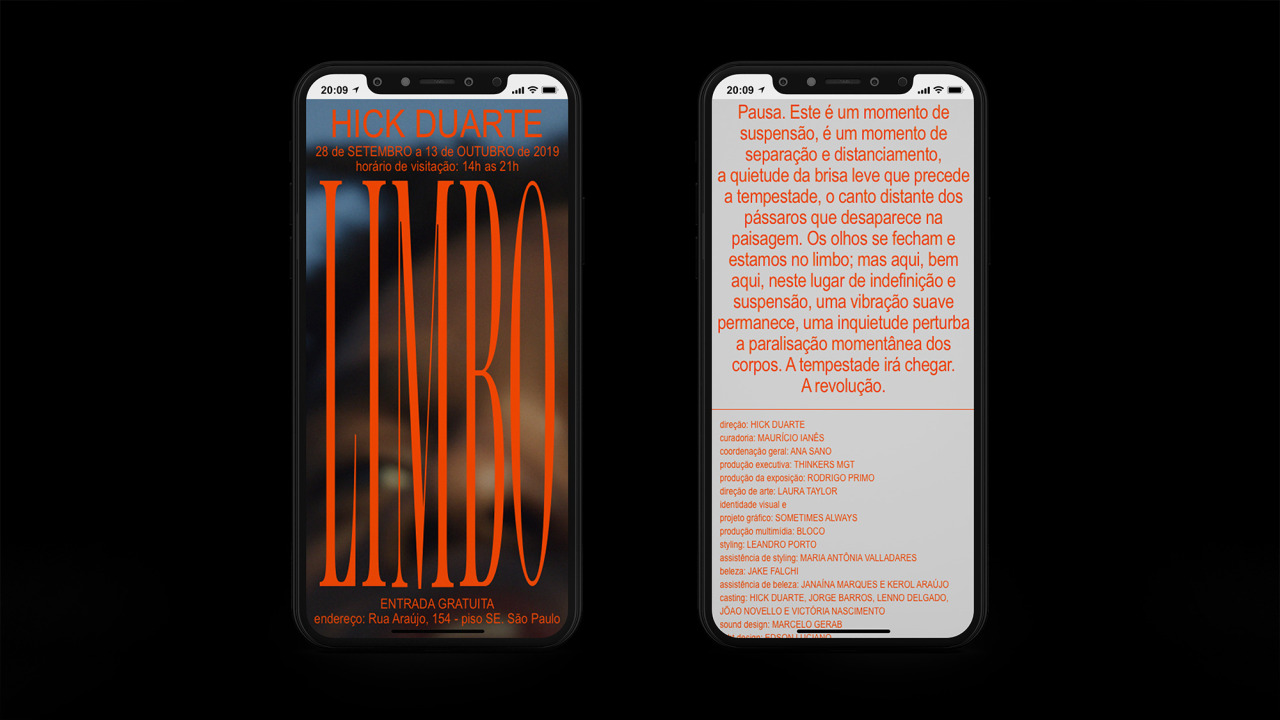 20:09
HICK DUARTE
28 de SETEMBRO a 13 de OUTUBRO de 2019
horário de visitação: 14h as 21h
LIMBO
ENTRADA GRATUITA
endereço: Rua Araújo, 154 - piso SE. São Paulo
20:09
Pausa. Este é um momento de
suspensão, é um momento de
separação e distanciamento,
a quietude da brisa leve que precede
a tempestade, o canto distante dos
pássaros que desaparece na
paisagem. Os olhos se fecham e
estamos no limbo; mas aqui, bem
aqui, neste lugar de indefinição e
suspensão, uma vibração suave
permanece, uma inquietude perturba
a paralisação momentânea dos
corpos. A tempestade irá chegar.
A revolução.
direção: HICK DUARTE
curadoria: MAURÍCIO IANÊS
coordenação geral: ANA SANO
produção executiva: THINKERS MGT
produção da exposição: RODRIGO PRIMO
direção de arte: LAURA TAYLOR
identidade visual e
projeto gráfico: SOMETIMES ALWAYS
produção multimídia: BLOCO
styling: LEANDRO PORTO
assistência de styling: MARIA ANTÔNIA VALLADARES
beleza: JAKE FALCHI
assistência de beleza: JANAÍNA MARQUES E KEROL ARAÚJO
casting: HICK DUARTE, JORGE BARROS, LENNO DELGADO,
JÔAO NOVELLO E VICTÓRIA NASCIMENTO
sound design: MARCELO GERAB
design: EDSON LUCIANO